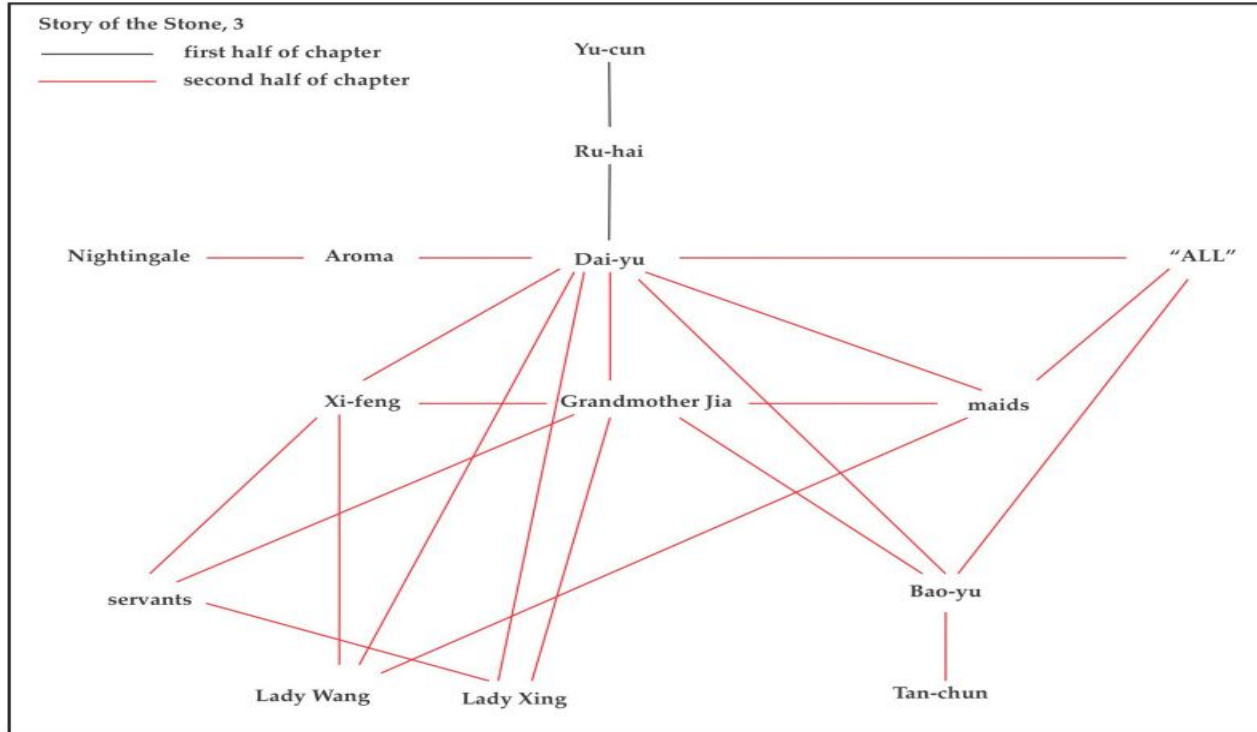 Story of the Stone, 3
first half of chapter
second half of chapter
Yu-cun
Ru-hai
Nightingale
Aroma
Dai-yu
“ALL”
Xi-feng
Grandmother Jia
maids
servants
Bao-yu
Lady Wang
Lady Xing
Tan-chun